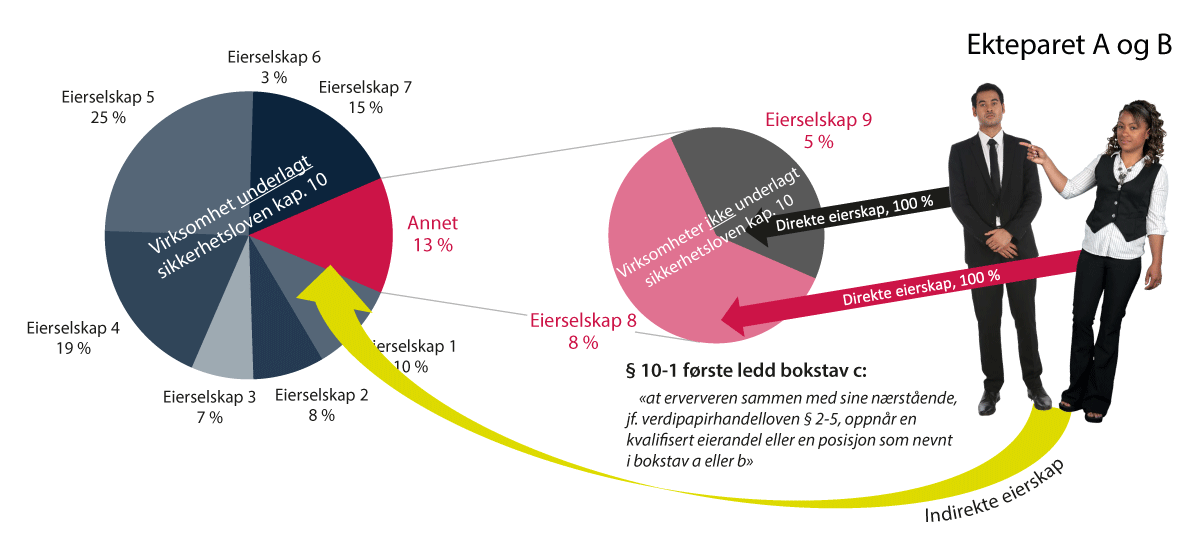 Ekteparet A og B
Eierselskap 6
3 %
Eierselskap 7
15 %
Eierselskap 5
25 %
Virksomhet underlagt
sikkerhetsloven kap. 10
Annet
13 %
Eierselskap 4
19 %
Eierselskap 3
7 %
Eierselskap 2
8 %
ierselskap 1
10 %
Eierselskap 9
5 %
Virksomheter ikke underlagt
sikkerhetsloven kap. 10
Direkte eierskap, 100 %
Direkte eierskap, 100 %
Eierselskap 8
8 %
§ 10-1 første ledd bokstav c:
«at erververen sammen med sine nærstående,
jf. verdipapirhandelloven § 2-5, oppnår en
kvalifisert eierandel eller en posisjon som nevnt
i bokstav a eller b»
Indirekte eierskap